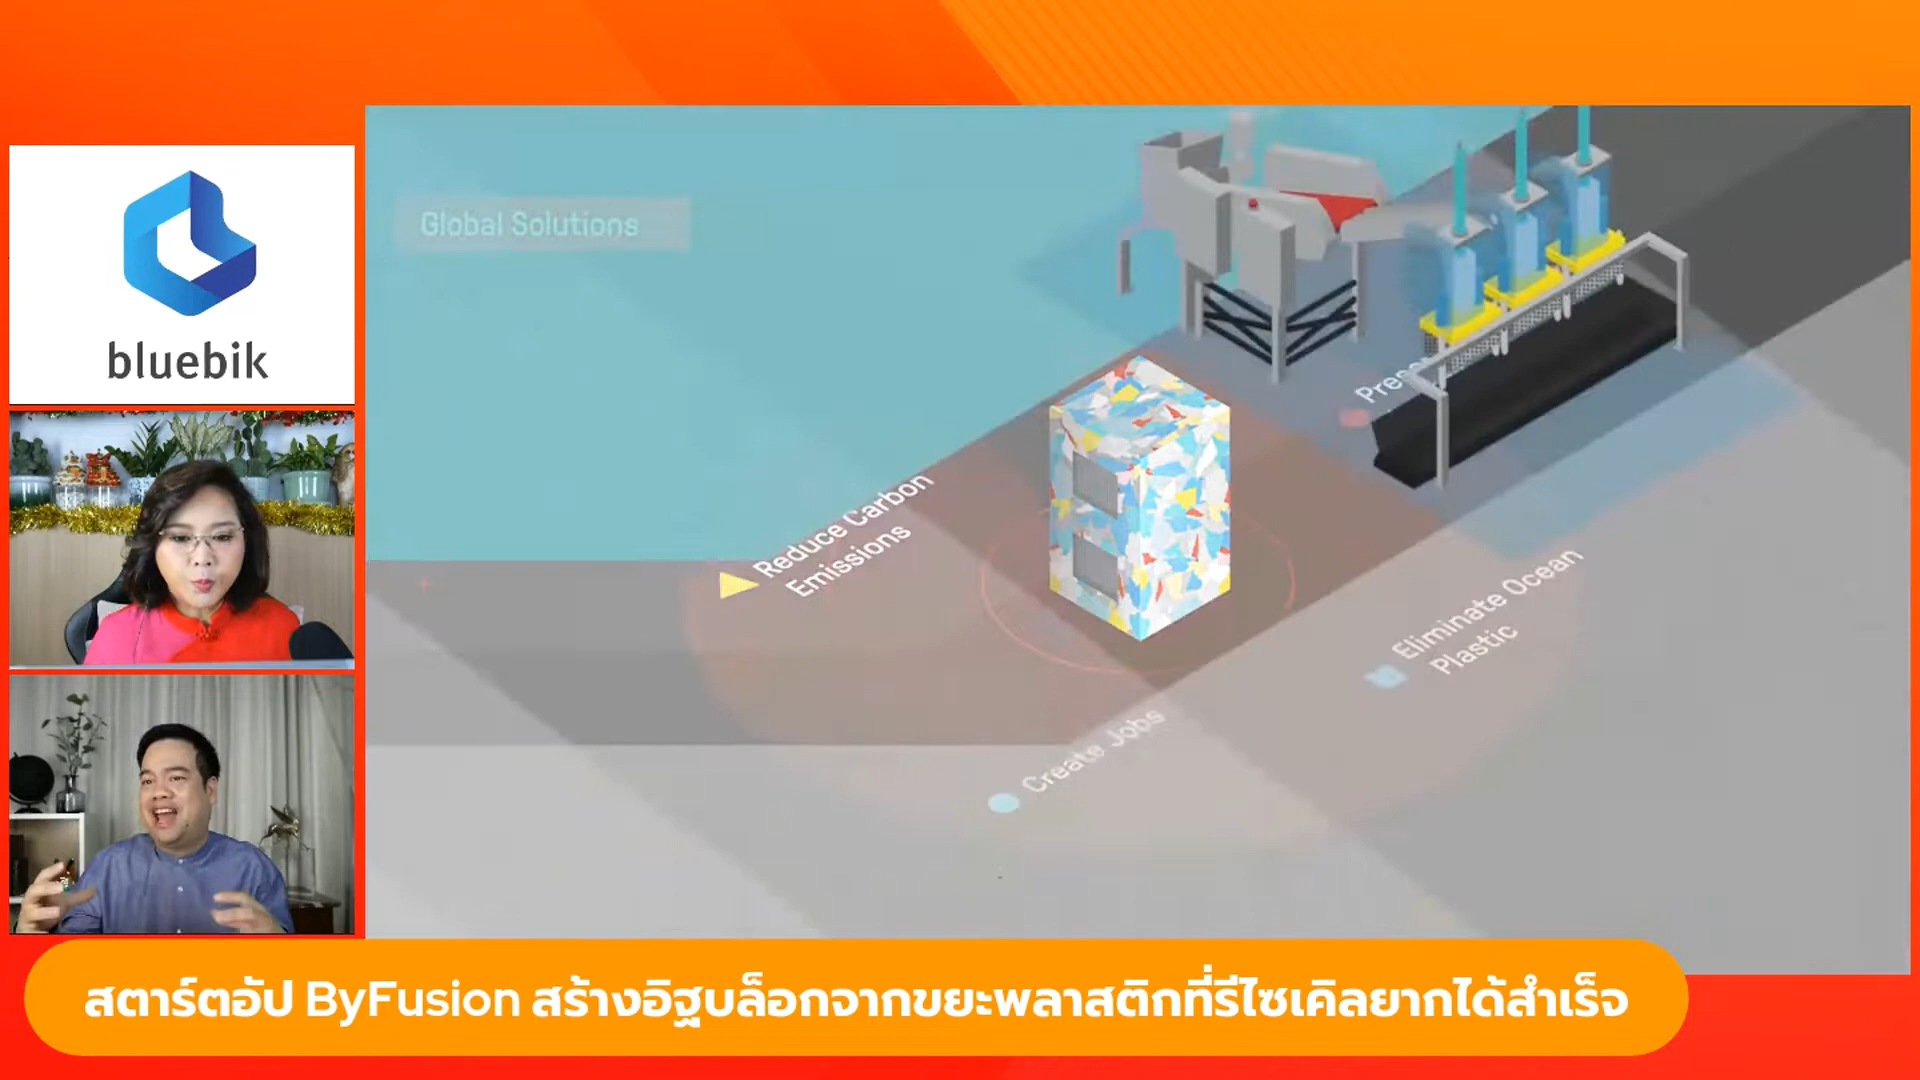 bluebik
Global Solutions
Reduce Carbon
Emissions
Eliminate Ocean
Plastic
Create Jobs
สตาร์ตอัป ByFusion สร้างอิฐบล็อกจากขยะพลาสติกที่รีไซเคิลยากได้สำเร็จ